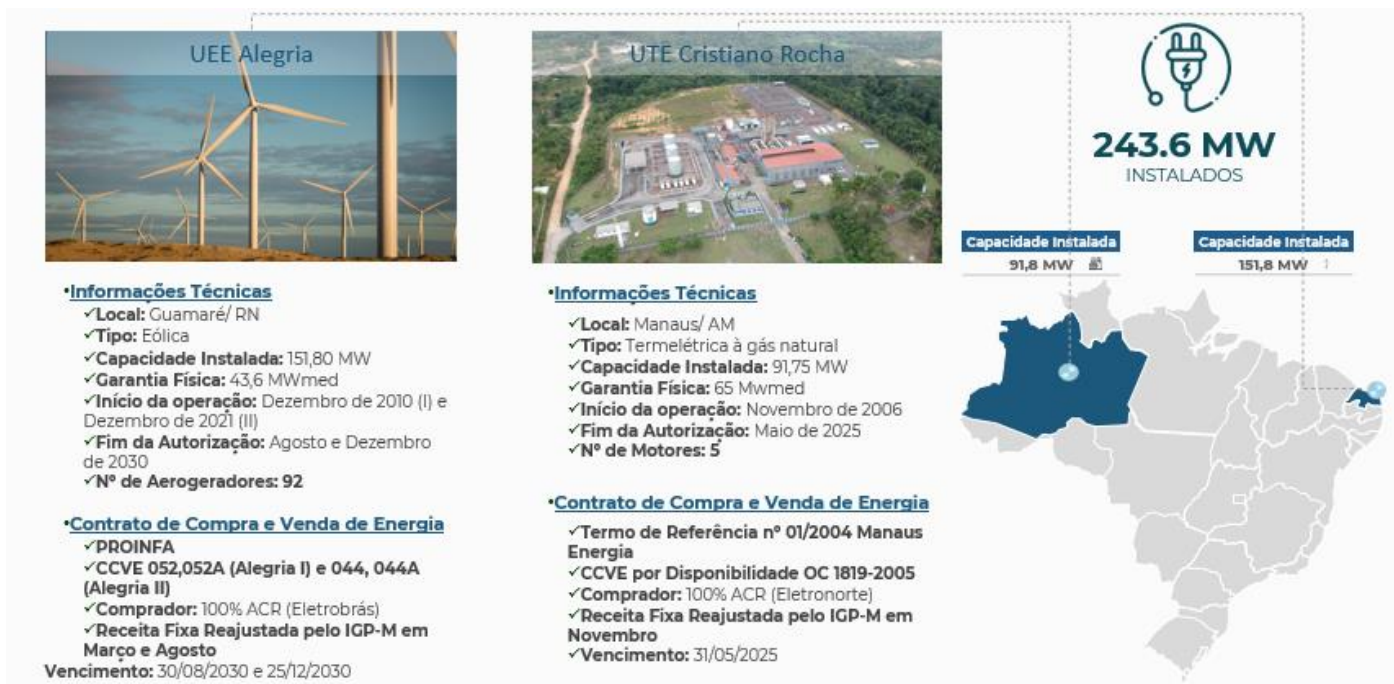 UEE Alegria
•Informações Técnicas
✓Local: Guamaré/ RN
✓Tipo: Eólica
✓Capacidade Instalada: 151,80 MW
✓Garantia Física: 43,6 MWmed
✓Início da operação: Dezembro de 2010 (I) e
Dezembro de 2021 (II)
✓Fim da Autorização: Agosto e Dezembro
de 2030
✓Nº de Aerogeradores: 92
•Contrato de Compra e Venda de Energia
✓PROINFA
✓CCVE 052,052A (Alegria I) e 044, 044A
(Alegria II)
✓Comprador: 100% ACR (Eletrobrás)
✓Receita Fixa Reajustada pelo IGP-M em
Março e Agosto
Vencimento: 30/08/2030 e 25/12/2030
UTE Cristiano Rocha
•Informações Técnicas
✓Local: Manaus/ AM
✓Tipo: Termelétrica à gás natural
✓Capacidade Instalada: 91,75 MW
✓Garantia Física: 65 Mwmed
✓Início da operação: Novembro de 2006
✓Fim da Autorização: Maio de 2025
✓Nº de Motores: 5
•Contrato de Compra e Venda de Energia
✓Termo de Referência nº 01/2004 Manaus
Energia
✓CCVE por Disponibilidade OC 1819-2005
✓Comprador: 100% ACR (Eletronorte)
✓Receita Fixa Reajustada pelo IGP-M em
Novembro
✓Vencimento: 31/05/2025
243.6 MW
INSTALADOS
Capacidade Instalada
91,8 MW
Capacidade Instalada
151,8 MW